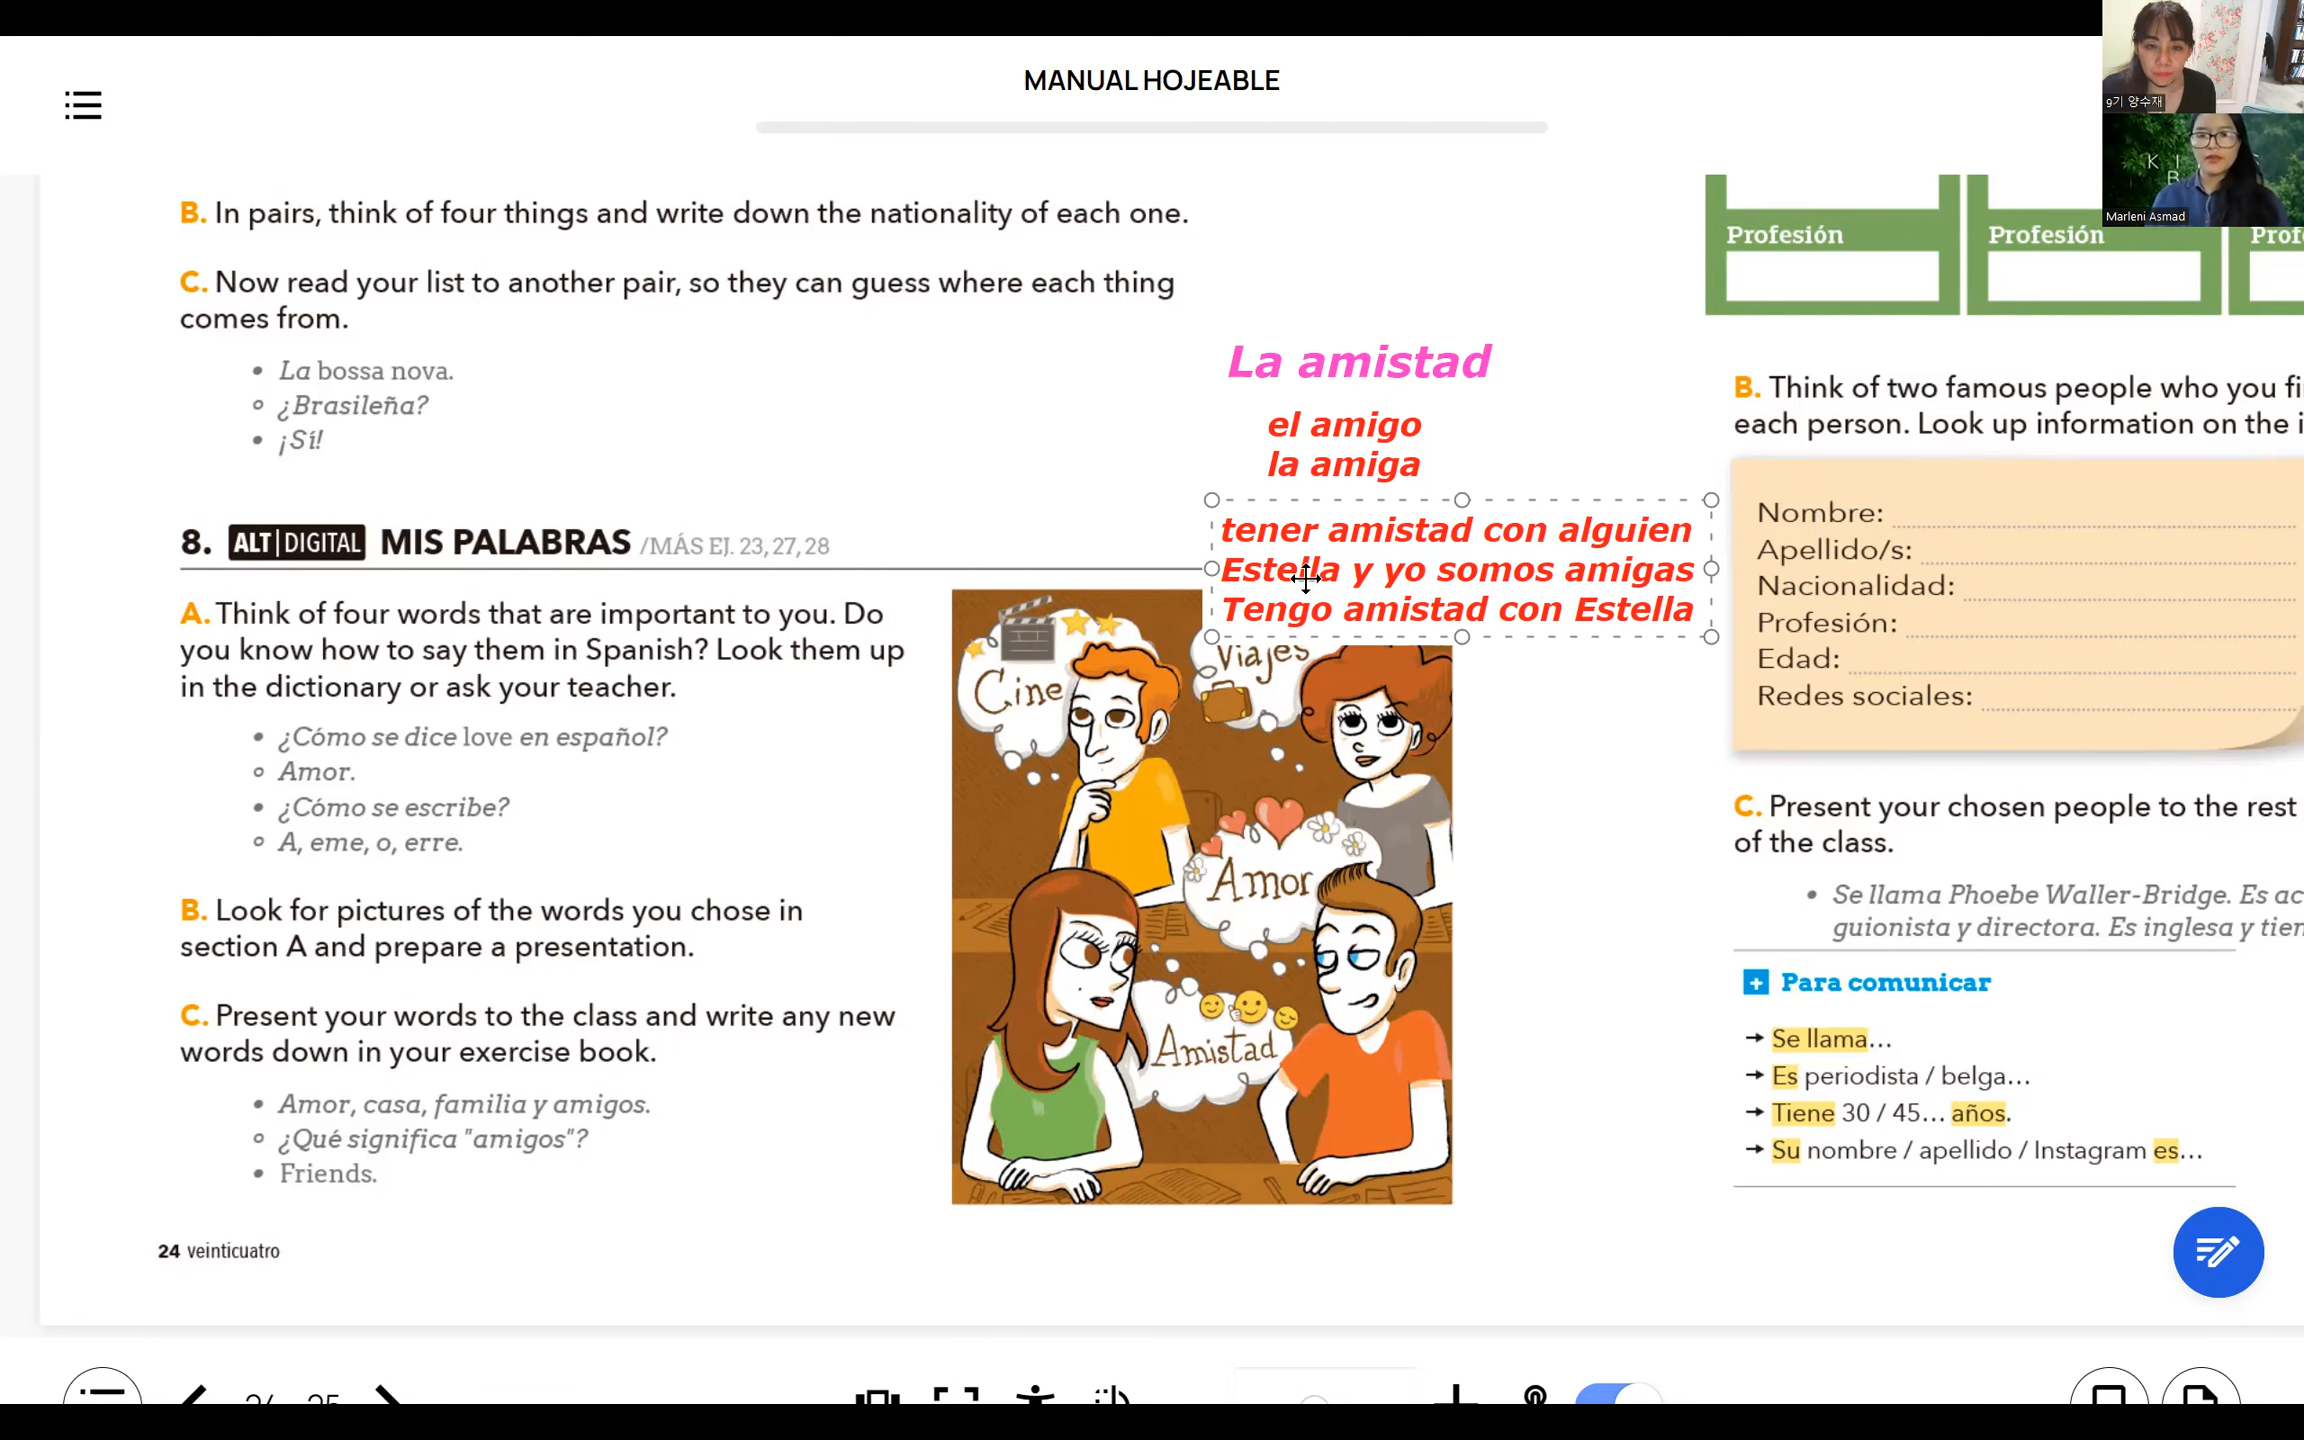 MANUAL HOJEABLE
B. In pairs, think of four things and write down the nationality of each one.
C. Now read your list to another pair, so they can guess where each thing
comes from.
• La bossa nova.
○ ¿Brasileña?
• ¡Sí!
8. ALT|DIGITAL MIS PALABRAS /MÁS EJ. 23, 27, 28
A. Think of four words that are important to you. Do
you know how to say them in Spanish? Look them up
in the dictionary or ask your teacher.
• ¿Cómo se dice love en español?
○ Amor.
• ¿Cómo se escribe?
○ A, eme, o, erre.
B. Look for pictures of the words you chose in
section A and prepare a presentation.
C. Present your words to the class and write any new
words down in your exercise book.
• Amor, casa, familia y amigos.
○ ¿Qué significa "amigos"?
• Friends.
24 veinticuatro
La amistad
el amigo
la amiga
tener amistad con alguien
Estella y yo somos amigas
Tengo amistad con Estella
Cine
Viajes
Amor
Amistad
Profesión
Profesión
B. Think of two famous people who you
each person. Look up information on the
Nombre:
Apellido/s:
Nacionalidad:
Profesión:
Edad:
Redes sociales:
C. Present your chosen people to the rest
of the class.
• Se llama Phoebe Waller-Bridge. Es
guionista y directora. Es inglesa y
+ Para comunicar
→ Se llama...
→ Es periodista / belga...
→ Tiene 30 / 45... años.
→ Su nombre / apellido / Instagram es...
9기 양수재
Marleni Asmad